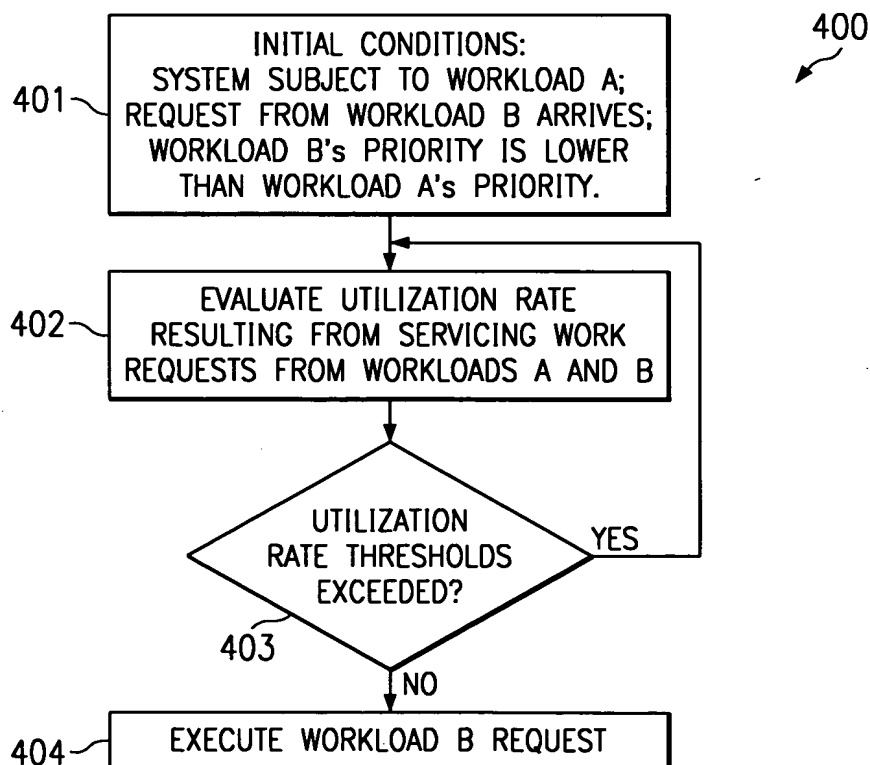 400
401
INITIAL CONDITIONS:
SYSTEM SUBJECT TO WORKLOAD A;
REQUEST FROM WORKLOAD B ARRIVES;
WORKLOAD B's PRIORITY IS LOWER
THAN WORKLOAD A's PRIORITY.
402
EVALUATE UTILIZATION RATE
RESULTING FROM SERVICING WORK
REQUESTS FROM WORKLOADS A AND B
UTILIZATION
RATE THRESHOLDS
EXCEEDED?
YES
403
NO
404
EXECUTE WORKLOAD B REQUEST